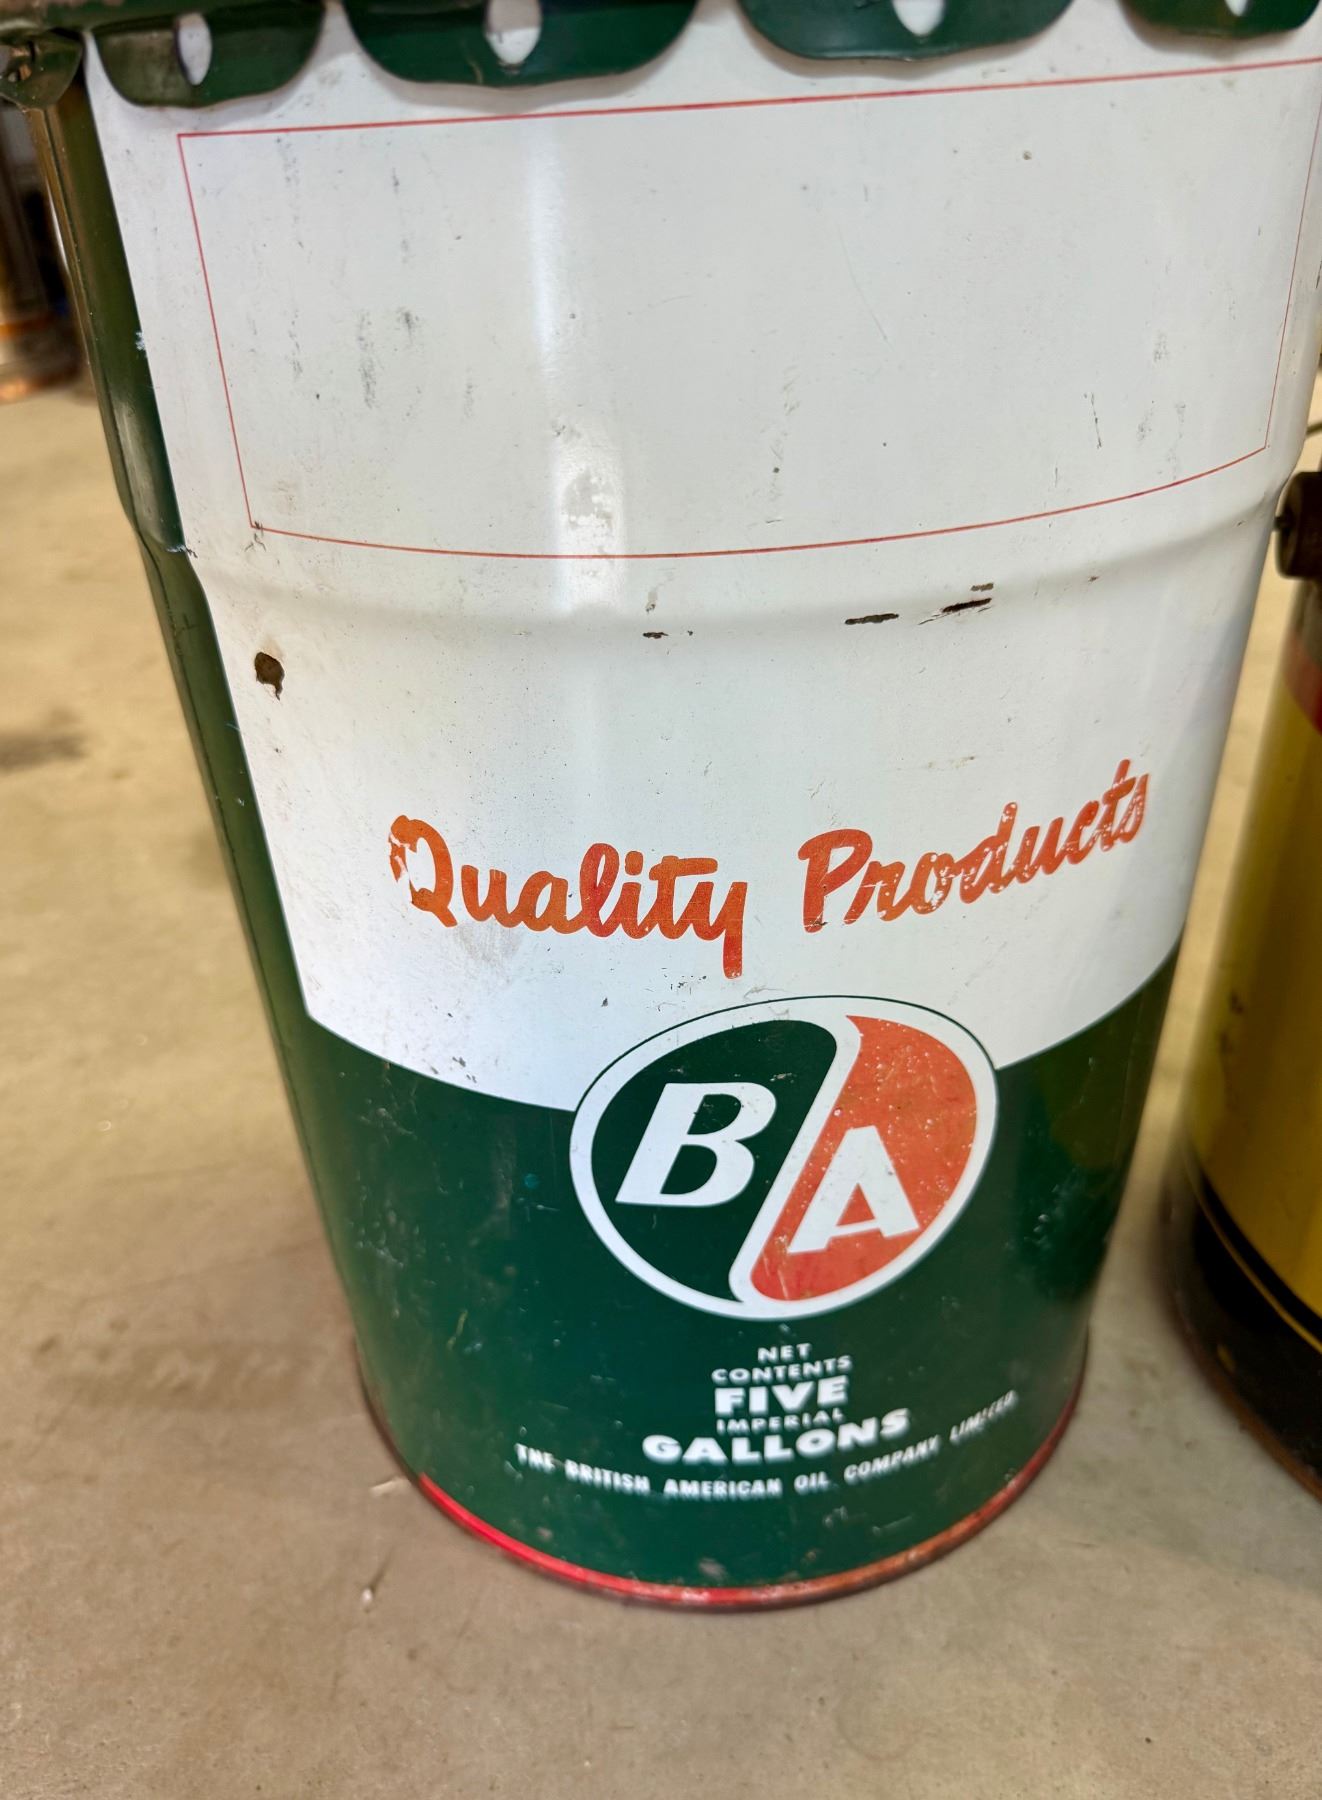 Quality Products
BA
NET
CONTENTS
FIVE
IMPERIAL
GALLONS
THE BRITISH AMERICAN OIL COMPANY LIMITED